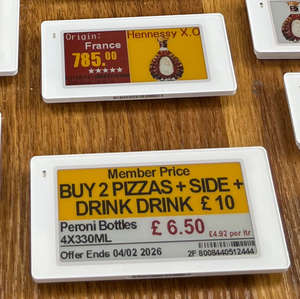 Origin:
France
785.00
★★★★★
Hennessy X.O
Member Price
BUY 2 PIZZAS + SIDE +
DRINK DRINK £ 10
Peroni Bottles
4X330ML
£ 6.50
£4.92 per ltr
Offer Ends 04/02 2026
2F 8008440512444